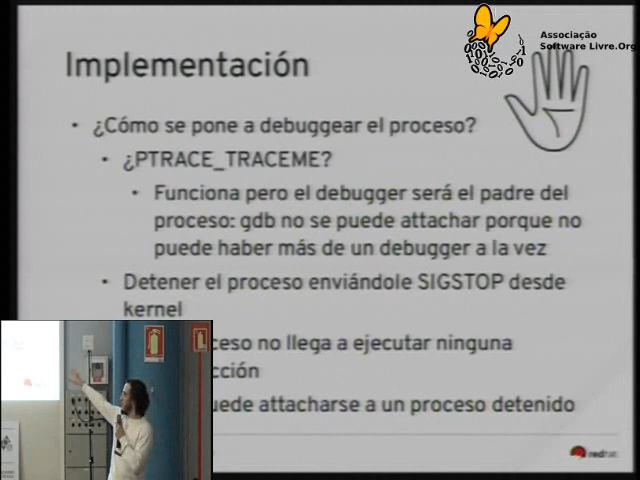 Associação
Software Livre.Org
Implementación
• ¿Cómo se pone a debuggear el proceso?
• ¿PTRACE_TRACEME?
• Funciona pero el debugger será el padre del
proceso: gdb no se puede attachar porque no
puede haber más de un debugger a la vez
• Detener el proceso enviándole SIGSTOP desde
kernel
ceso no llega a ejecutar ninguna
cción
uede attacharse a un proceso detenido
redhat